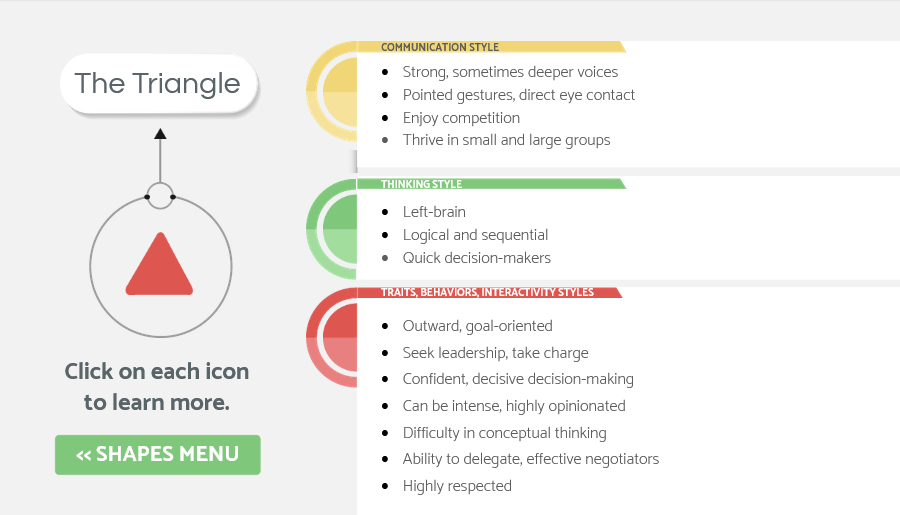 The Triangle
Click on each icon
to learn more.
<< SHAPES MENU
COMMUNICATION STYLE
Strong, sometimes deeper voices
Pointed gestures, direct eye contact
Enjoy competition
Thrive in small and large groups
THINKING STYLE
Left-brain
Logical and sequential
Quick decision-makers
TRAITS, BEHAVIORS, INTERACTIVITY STYLES
Outward, goal-oriented
Seek leadership, take charge
Confident, decisive decision-making
Can be intense, highly opinionated
Difficulty in conceptual thinking
Ability to delegate, effective negotiators
Highly respected